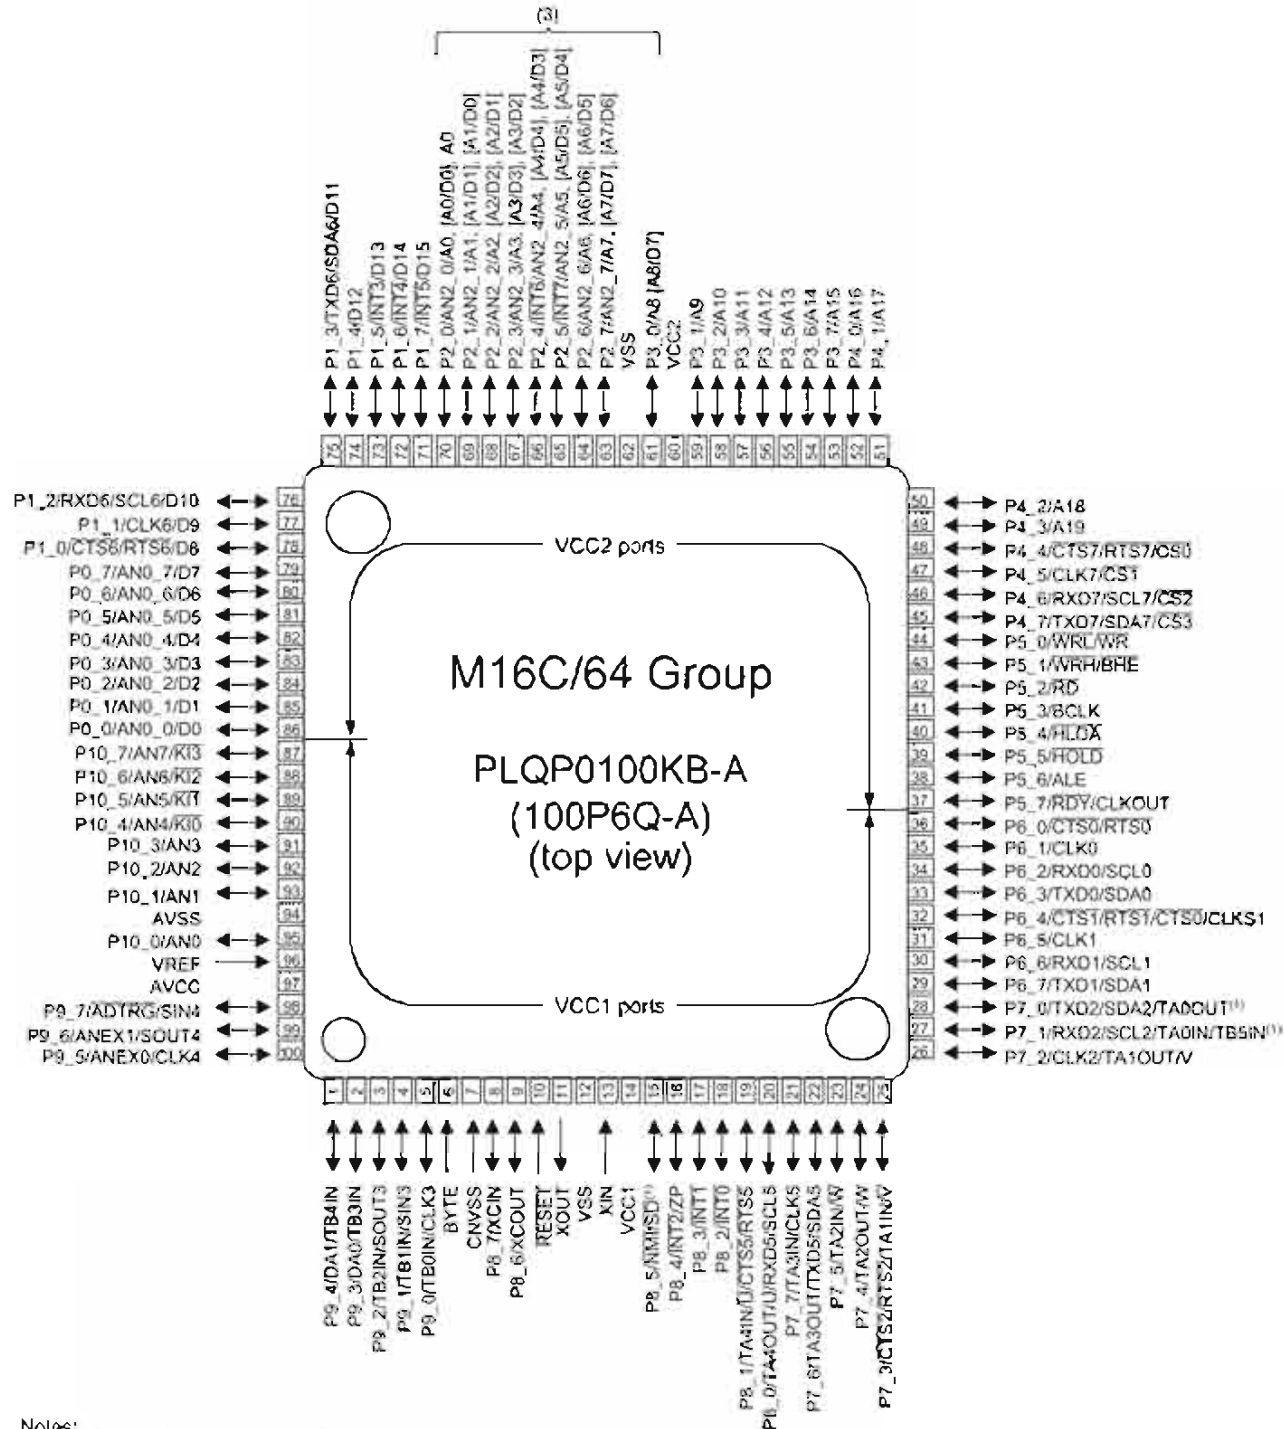 (3)
P1_3/TXD6/SDA6/D11
P1_4/D12
P1_5/INT3/D13
P1_6/INT4/D14
P1_7/INT5/D15
P2_0/AN2_0/A0, [A0/D0], A0
P2_1/AN2_1/A1, [A1/D1], [A1/D0]
P2_2/AN2_2/A2, [A2/D2], [A2/D1]
P2_3/AN2_3/A3, [A3/D3], [A3/D2]
P2_4/INT6/AN2_4/A4, [A4/D4], [A4/D3]
P2_5/INT7/AN2_5/A5, [A5/D5], [A5/D4]
P2_6/AN2_6/A6, [A6/D6], [A6/D5]
P2_7/AN2_7/A7, [A7/D7], [A7/D6]
VSS
P3_0/A8 [A8/D7]
VCC2
P3_1/A9
P3_2/A10
P3_3/A11
P3_4/A12
P3_5/A13
P3_6/A14
P3_7/A15
P4_0/A16
P4_1/A17
75 74 73 72 71 70 69 68 67 66 65 64 63 62 61 60 59 58 57 56 55 54 53 52 51
P1_2/RXD6/SCL6/D10 76
P1_1/CLK6/D9 77
P1_0/CTS6/RTS6/D8 78
P0_7/AN0_7/D7 79
P0_6/AN0_6/D6 80
P0_5/AN0_5/D5 81
P0_4/AN0_4/D4 82
P0_3/AN0_3/D3 83
P0_2/AN0_2/D2 84
P0_1/AN0_1/D1 85
P0_0/AN0_0/D0 86
P10_7/AN7/KI3 87
P10_6/AN6/KI2 88
P10_5/AN5/KI1 89
P10_4/AN4/KI0 90
P10_3/AN3 91
P10_2/AN2 92
P10_1/AN1 93
AVSS 94
P10_0/AN0 95
VREF 96
AVCC 97
P9_7/ADTRG/SIN4 98
P9_6/ANEX1/SOUT4 99
P9_5/ANEX0/CLK4 100
VCC2 ports
M16C/64 Group
PLQP0100KB-A
(100P6Q-A)
(top view)
VCC1 ports
50 P4_2/A18
49 P4_3/A19
48 P4_4/CTS7/RTS7/CS0
47 P4_5/CLK7/CS1
46 P4_6/RXD7/SCL7/CS2
45 P4_7/TXD7/SDA7/CS3
44 P5_0/WRL/WR
43 P5_1/WRH/BHE
42 P5_2/RD
41 P5_3/BCLK
40 P5_4/HLDA
39 P5_5/HOLD
38 P5_6/ALE
37 P5_7/RDY/CLKOUT
36 P6_0/CTS0/RTS0
35 P6_1/CLK0
34 P6_2/RXD0/SCL0
33 P6_3/TXD0/SDA0
32 P6_4/CTS1/RTS1/CTS0/CLKS1
31 P6_5/CLK1
30 P6_6/RXD1/SCL1
29 P6_7/TXD1/SDA1
28 P7_0/TXD2/SDA2/TA0OUT(1)
27 P7_1/RXD2/SCL2/TA0IN/TB5IN(1)
26 P7_2/CLK2/TA1OUT/V
1 2 3 4 5 6 7 8 9 10 11 12 13 14 15 16 17 18 19 20 21 22 23 24 25
P9_4/DA1/TB4IN
P9_3/DA0/TB3IN
P9_2/TB2IN/SOUT3
P9_1/TB1IN/SIN3
P9_0/TB0IN/CLK3
BYTE
CNVSS
P8_7/XCIN
P8_6/XCOUT
RESET
XOUT
VSS
XIN
VCC1
P8_5/NMI/SD(1)
P8_4/INT2/ZP
P8_3/INT1
P8_2/INT0
P8_1/TA4IN/U/CTS5/RTS5
P8_0/TA4OUT/U/RXD5/SCL5
P7_7/TA3IN/CLK5
P7_6/TA3OUT/TXD5/SDA5
P7_5/TA2IN/W
P7_4/TA2OUT/W
P7_3/CTS2/RTS2/TA1IN/V
Notes: